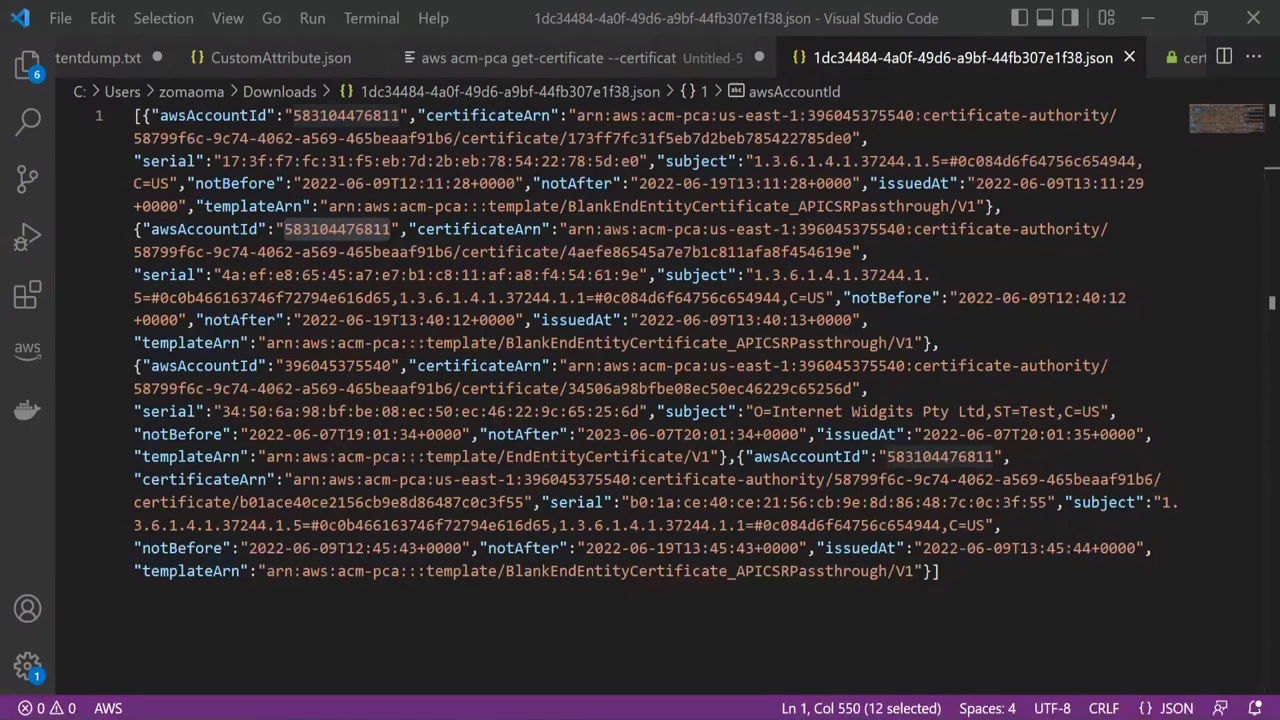 File Edit Selection View Go Run Terminal Help 1dc34484-4a0f-49d6-a9bf-44fb307e1f38.json - Visual Studio Code
tentdump.txt CustomAttribute.json aws acm-pca get-certificate --certificat Untitled-5 1dc34484-4a0f-49d6-a9bf-44fb307e1f38.json cert
6
C: > Users > zomaoma > Downloads > {} 1dc34484-4a0f-49d6-a9bf-44fb307e1f38.json > {} 1 > abc awsAccountId
1 [{"awsAccountId":"583104476811","certificateArn":"arn:aws:acm-pca:us-east-1:396045375540:certificate-authority/
58799f6c-9c74-4062-a569-465beaaf91b6/certificate/173ff7fc31f5eb7d2beb785422785de0",
"serial":"17:3f:f7:fc:31:f5:eb:7d:2b:eb:78:54:22:78:5d:e0","subject":"1.3.6.1.4.1.37244.1.5=#0c084d6f64756c654944,
C=US","notBefore":"2022-06-09T12:11:28+0000","notAfter":"2022-06-19T13:11:28+0000","issuedAt":"2022-06-09T13:11:29
+0000","templateArn":"arn:aws:acm-pca:::template/BlankEndEntityCertificate_APICSRPassthrough/V1"},
{"awsAccountId":"583104476811","certificateArn":"arn:aws:acm-pca:us-east-1:396045375540:certificate-authority/
58799f6c-9c74-4062-a569-465beaaf91b6/certificate/4aefe86545a7e7b1c811afa8f454619e",
"serial":"4a:ef:e8:65:45:a7:e7:b1:c8:11:af:a8:f4:54:61:9e","subject":"1.3.6.1.4.1.37244.1.
5=#0c0b466163746f72794e616d65,1.3.6.1.4.1.37244.1.1=#0c084d6f64756c654944,C=US","notBefore":"2022-06-09T12:40:12
+0000","notAfter":"2022-06-19T13:40:12+0000","issuedAt":"2022-06-09T13:40:13+0000",
"templateArn":"arn:aws:acm-pca:::template/BlankEndEntityCertificate_APICSRPassthrough/V1"},
{"awsAccountId":"396045375540","certificateArn":"arn:aws:acm-pca:us-east-1:396045375540:certificate-authority/
58799f6c-9c74-4062-a569-465beaaf91b6/certificate/34506a98bfbe08ec50ec46229c65256d",
"serial":"34:50:6a:98:bf:be:08:ec:50:ec:46:22:9c:65:25:6d","subject":"O=Internet Widgits Pty Ltd,ST=Test,C=US",
"notBefore":"2022-06-07T19:01:34+0000","notAfter":"2023-06-07T20:01:34+0000","issuedAt":"2022-06-07T20:01:35+0000",
"templateArn":"arn:aws:acm-pca:::template/EndEntityCertificate/V1"},{"awsAccountId":"583104476811",
"certificateArn":"arn:aws:acm-pca:us-east-1:396045375540:certificate-authority/58799f6c-9c74-4062-a569-465beaaf91b6/
certificate/b01ace40ce2156cb9e8d86487c0c3f55","serial":"b0:1a:ce:40:ce:21:56:cb:9e:8d:86:48:7c:0c:3f:55","subject":"1.
3.6.1.4.1.37244.1.5=#0c0b466163746f72794e616d65,1.3.6.1.4.1.37244.1.1=#0c084d6f64756c654944,C=US",
"notBefore":"2022-06-09T12:45:43+0000","notAfter":"2022-06-19T13:45:43+0000","issuedAt":"2022-06-09T13:45:44+0000",
"templateArn":"arn:aws:acm-pca:::template/BlankEndEntityCertificate_APICSRPassthrough/V1"}]
aws
1
0 0 AWS Ln 1, Col 550 (12 selected) Spaces: 4 UTF-8 CRLF {} JSON